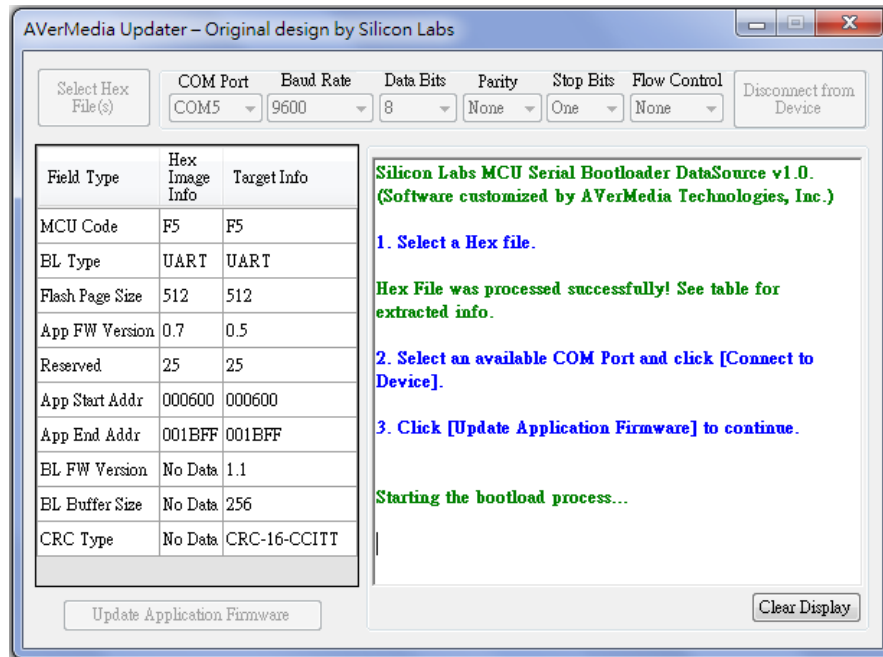 AVerMedia Updater – Original design by Silicon Labs
Select Hex
File(s)
COM Port Baud Rate Data Bits Parity Stop Bits Flow Control
COM5 9600 8 None One None
Disconnect from
Device
Field Type Hex Image Info Target Info
MCU Code F5 F5
BL Type UART UART
Flash Page Size 512 512
App FW Version 0.7 0.5
Reserved 25 25
App Start Addr 000600 000600
App End Addr 001BFF 001BFF
BL FW Version No Data 1.1
BL Buffer Size No Data 256
CRC Type No Data CRC-16-CCITT
Update Application Firmware
Silicon Labs MCU Serial Bootloader DataSource v1.0.
(Software customized by AVerMedia Technologies, Inc.)
1. Select a Hex file.
Hex File was processed successfully! See table for
extracted info.
2. Select an available COM Port and click [Connect to
Device].
3. Click [Update Application Firmware] to continue.
Starting the bootload process...
Clear Display